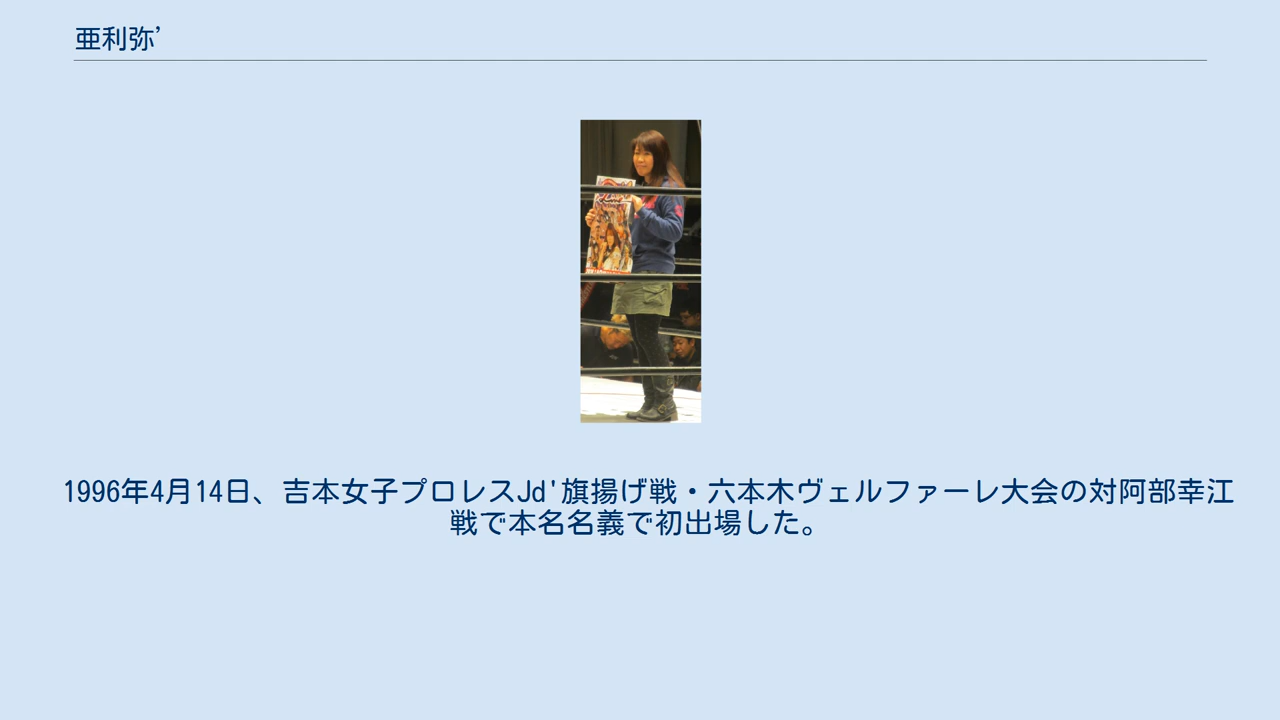 亜利弥’
1996年4月14日、吉本女子プロレスJd'旗揚げ戦・六本木ヴェルファーレ大会の対阿部幸江
戦で本名名義で初出場した。